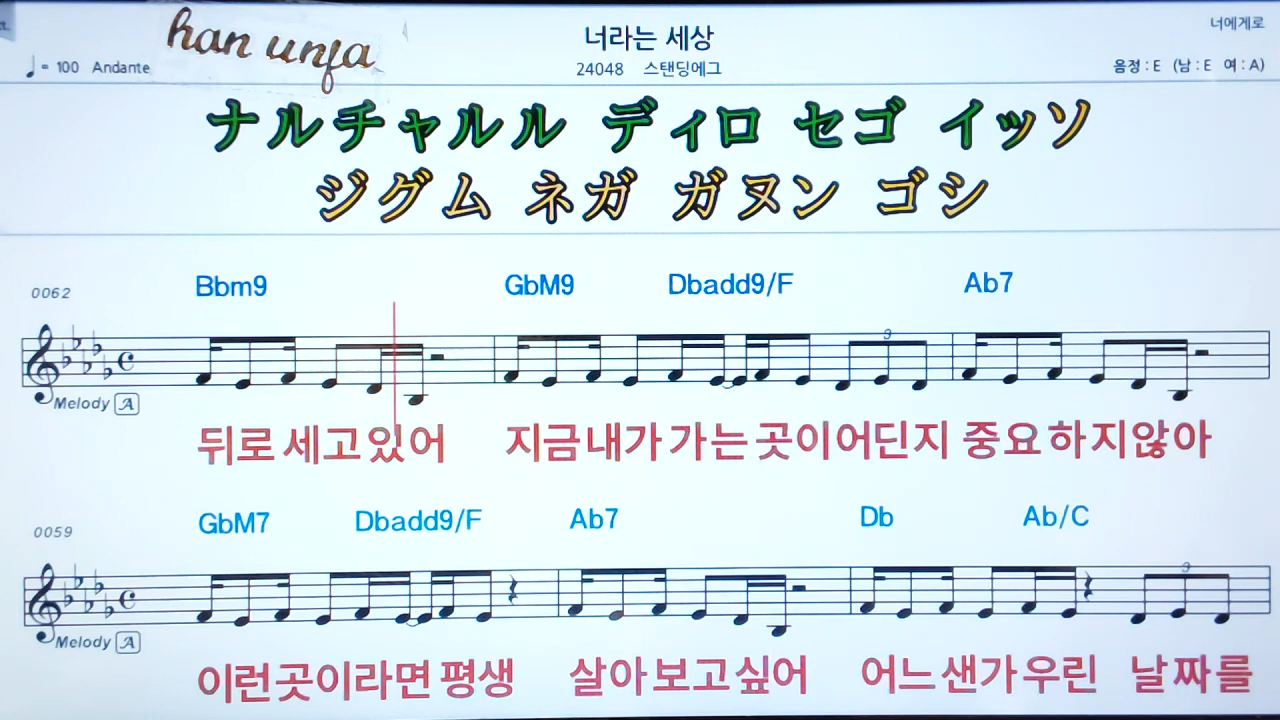 han unfa
너라는 세상
너에게로
♩= 100 Andante
24048 스탠딩에그
음정 : E (남 : E 여 : A)
ナルチャルル ディロ セゴ イッソ
ジグム ネガ ガヌン ゴシ
0062
Bbm9 GbM9 Dbadd9/F Ab7
3
Melody A
뒤로 세고있어 지금내가 가는 곳이어딘지 중요하지않아
0059
GbM7 Dbadd9/F Ab7 Db Ab/C
3
Melody A
이런곳이라면 평생 살아보고싶어 어느샌가우린 날짜를